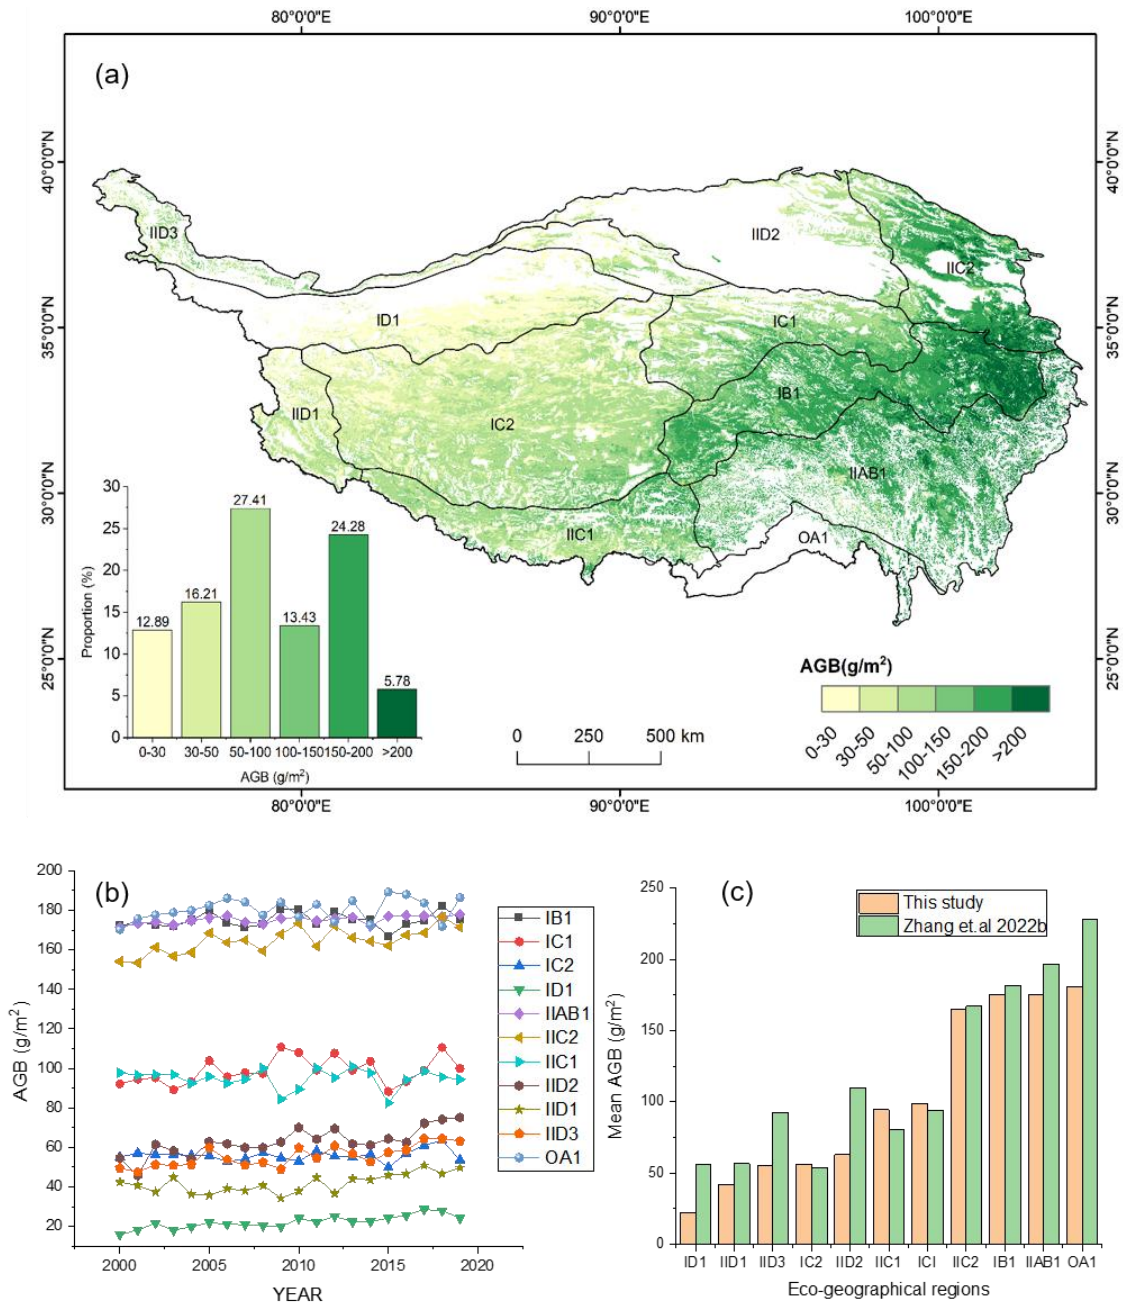 80°0'0"E 90°0'0"E 100°0'0"E
(a)
40°0'0"N 40°0'0"N
IID3
IID2
IIC2
ID1
IC1
35°0'0"N 35°0'0"N
IID1
IC2
IB1
IIAB1
30°0'0"N 30°0'0"N
IIC1
OA1
25°0'0"N 25°0'0"N
30
25
20
15
10
5
0
Proportion (%)
12.89
16.21
27.41
13.43
24.28
5.78
0-30 30-50 50-100 100-150 150-200 >200
AGB (g/m²)
0 250 500 km
AGB(g/m²)
0-30
30-50
50-100
100-150
150-200
>200
80°0'0"E 90°0'0"E 100°0'0"E
(b)
200
180
160
140
120
100
80
60
40
20
AGB (g/m²)
2000 2005 2010 2015 2020
YEAR
IB1
IC1
IC2
ID1
IIAB1
IIC2
IIC1
IID2
IID1
IID3
OA1
(c)
This study
Zhang et.al 2022b
250
200
150
100
50
0
Mean AGB (g/m²)
ID1 IID1 IID3 IC2 IID2 IIC1 ICI IIC2 IB1 IIAB1 OA1
Eco-geographical regions